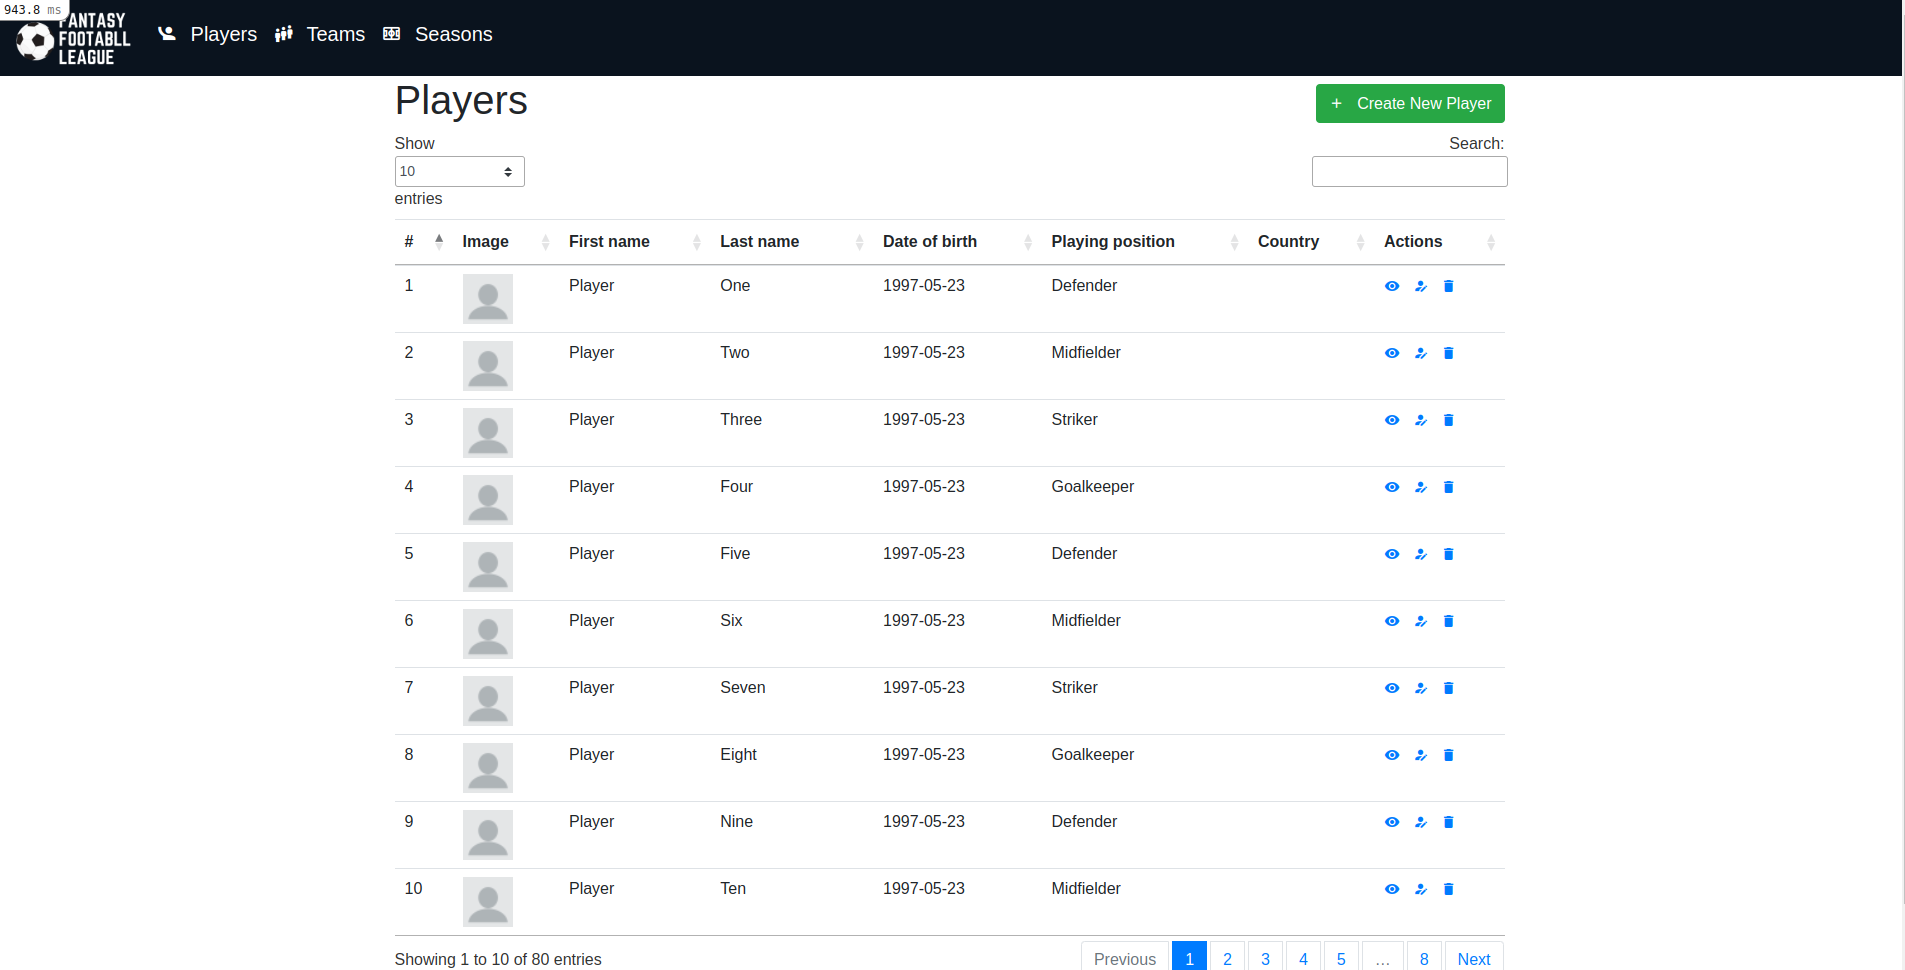 943.8 ms
FANTASY
FOOTABLL
LEAGUE
Players Teams Seasons
Players
+ Create New Player
Show
Search:
10
entries
# Image First name Last name Date of birth Playing position Country Actions
1 Player One 1997-05-23 Defender
2 Player Two 1997-05-23 Midfielder
3 Player Three 1997-05-23 Striker
4 Player Four 1997-05-23 Goalkeeper
5 Player Five 1997-05-23 Defender
6 Player Six 1997-05-23 Midfielder
7 Player Seven 1997-05-23 Striker
8 Player Eight 1997-05-23 Goalkeeper
9 Player Nine 1997-05-23 Defender
10 Player Ten 1997-05-23 Midfielder
Showing 1 to 10 of 80 entries
Previous 1 2 3 4 5 … 8 Next